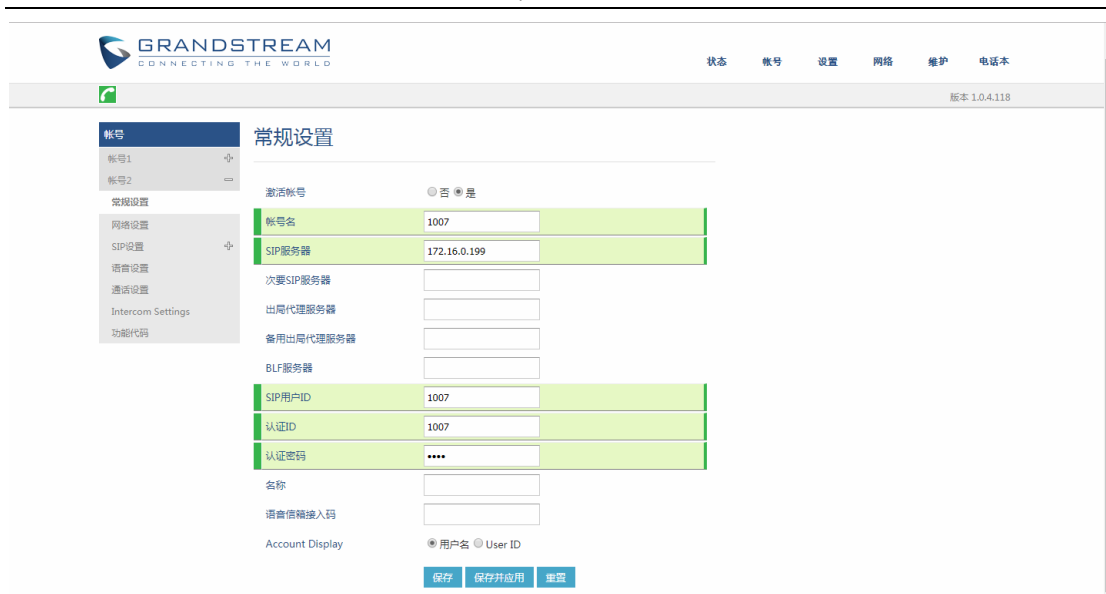 GRANDSTREAM
CONNECTING THE WORLD
状态 帐号 设置 网络 维护 电话本
版本 1.0.4.118
帐号
帐号1
帐号2
常规设置
网络设置
SIP设置
语音设置
通话设置
Intercom Settings
功能代码
常规设置
激活帐号 否 是
帐号名 1007
SIP服务器 172.16.0.199
次要SIP服务器
出局代理服务器
备用出局代理服务器
BLF服务器
SIP用户ID 1007
认证ID 1007
认证密码 ••••
名称
语音信箱接入码
Account Display 用户名 User ID
保存 保存并应用 重置